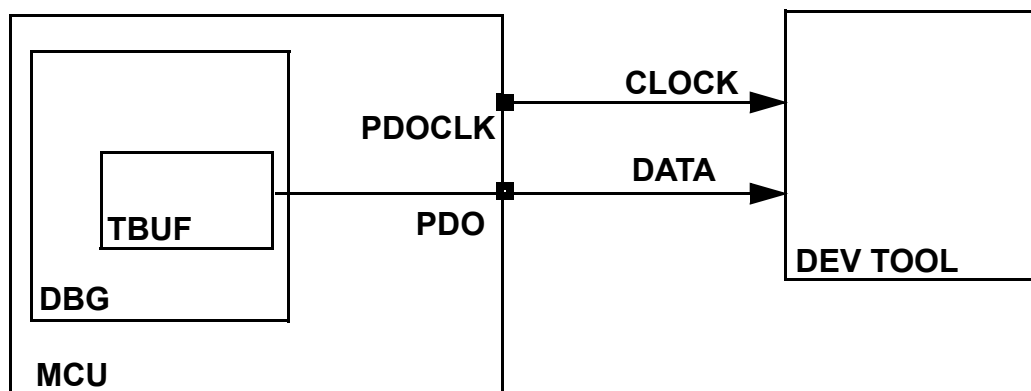 CLOCK
PDOCLK
DATA
TBUF
PDO
DEV TOOL
DBG
MCU